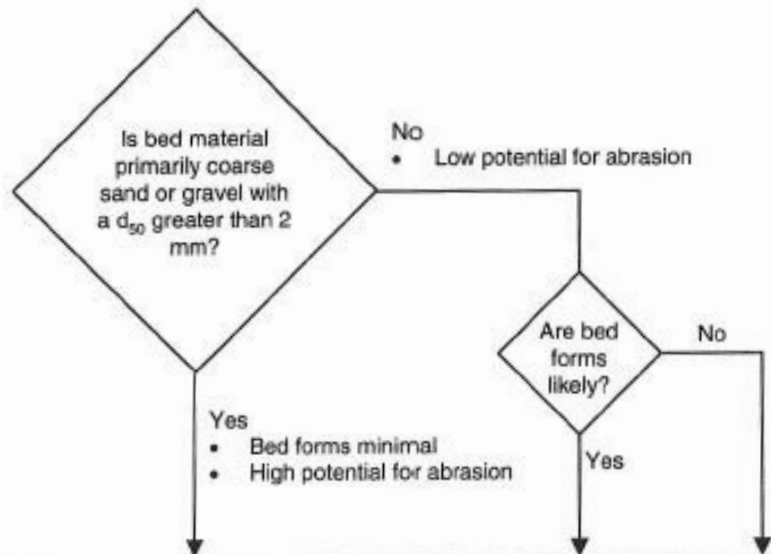 Is bed material
primarily coarse
sand or gravel with
a d₅₀ greater than 2
mm?
No
• Low potential for abrasion
Are bed
forms
likely?
No
Yes
• Bed forms minimal
• High potential for abrasion
Yes